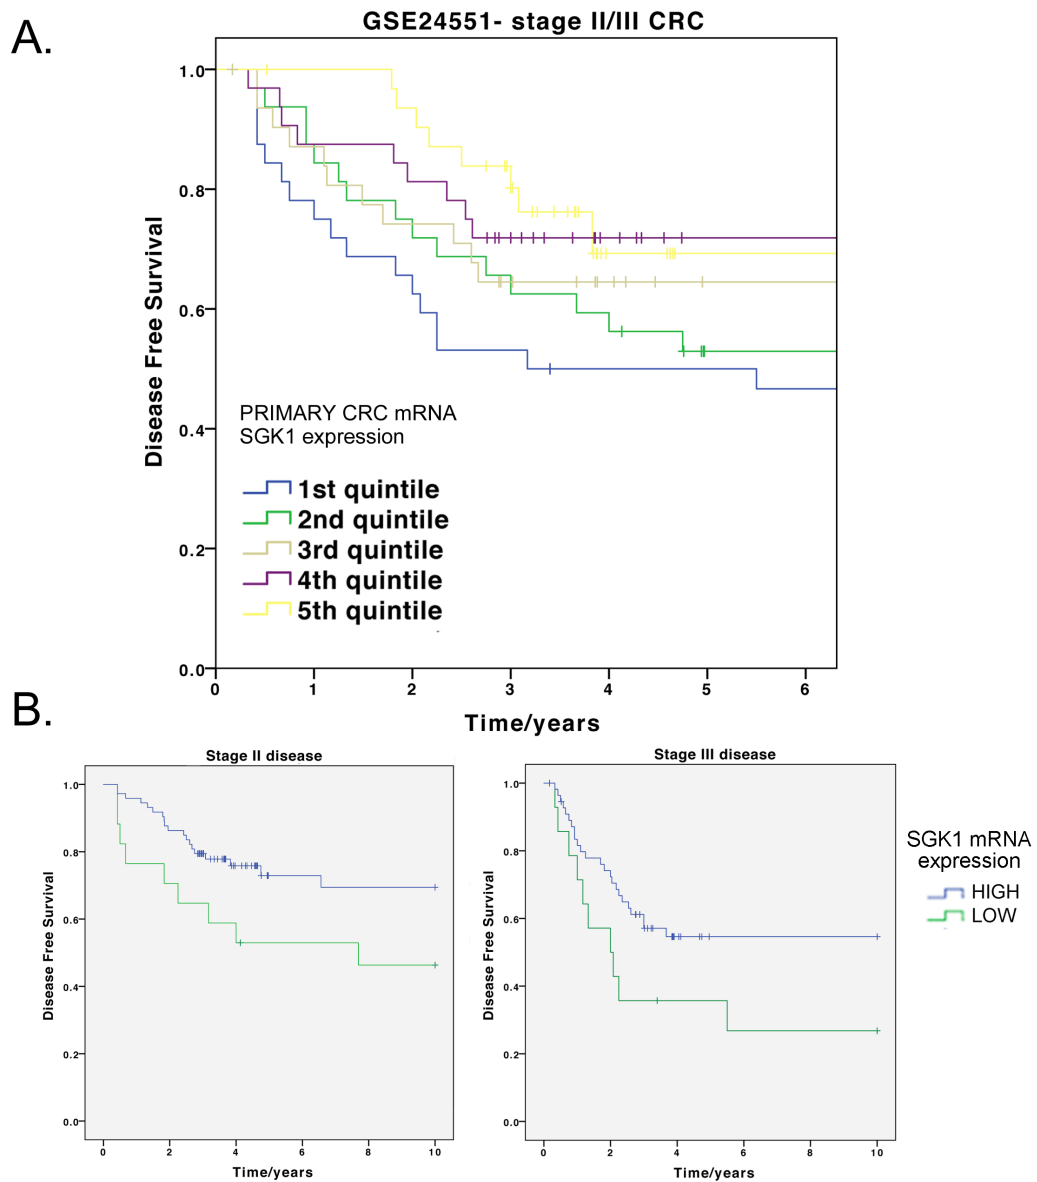 A.
GSE24551- stage II/III CRC
Disease Free Survival
1.0
0.8
0.6
0.4
0.2
0.0
PRIMARY CRC mRNA
SGK1 expression
1st quintile
2nd quintile
3rd quintile
4th quintile
5th quintile
0 1 2 3 4 5 6
Time/years
B.
Stage II disease
Disease Free Survival
1.0
0.8
0.6
0.4
0.2
0.0
0 2 4 6 8 10
Time/years
Stage III disease
Disease Free Survival
1.0
0.8
0.6
0.4
0.2
0.0
0 2 4 6 8 10
Time/years
SGK1 mRNA
expression
HIGH
LOW